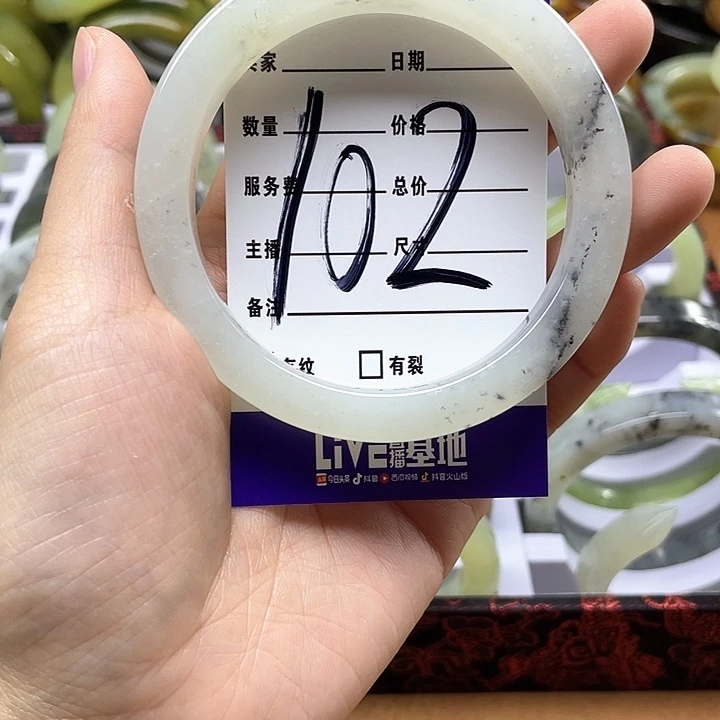 家 日期
数量 价格
服务费 总价
主播 尺寸
备注
102
有纹 有裂
LIVE直播基地
今日头条 抖音 西瓜视频 抖音火山版